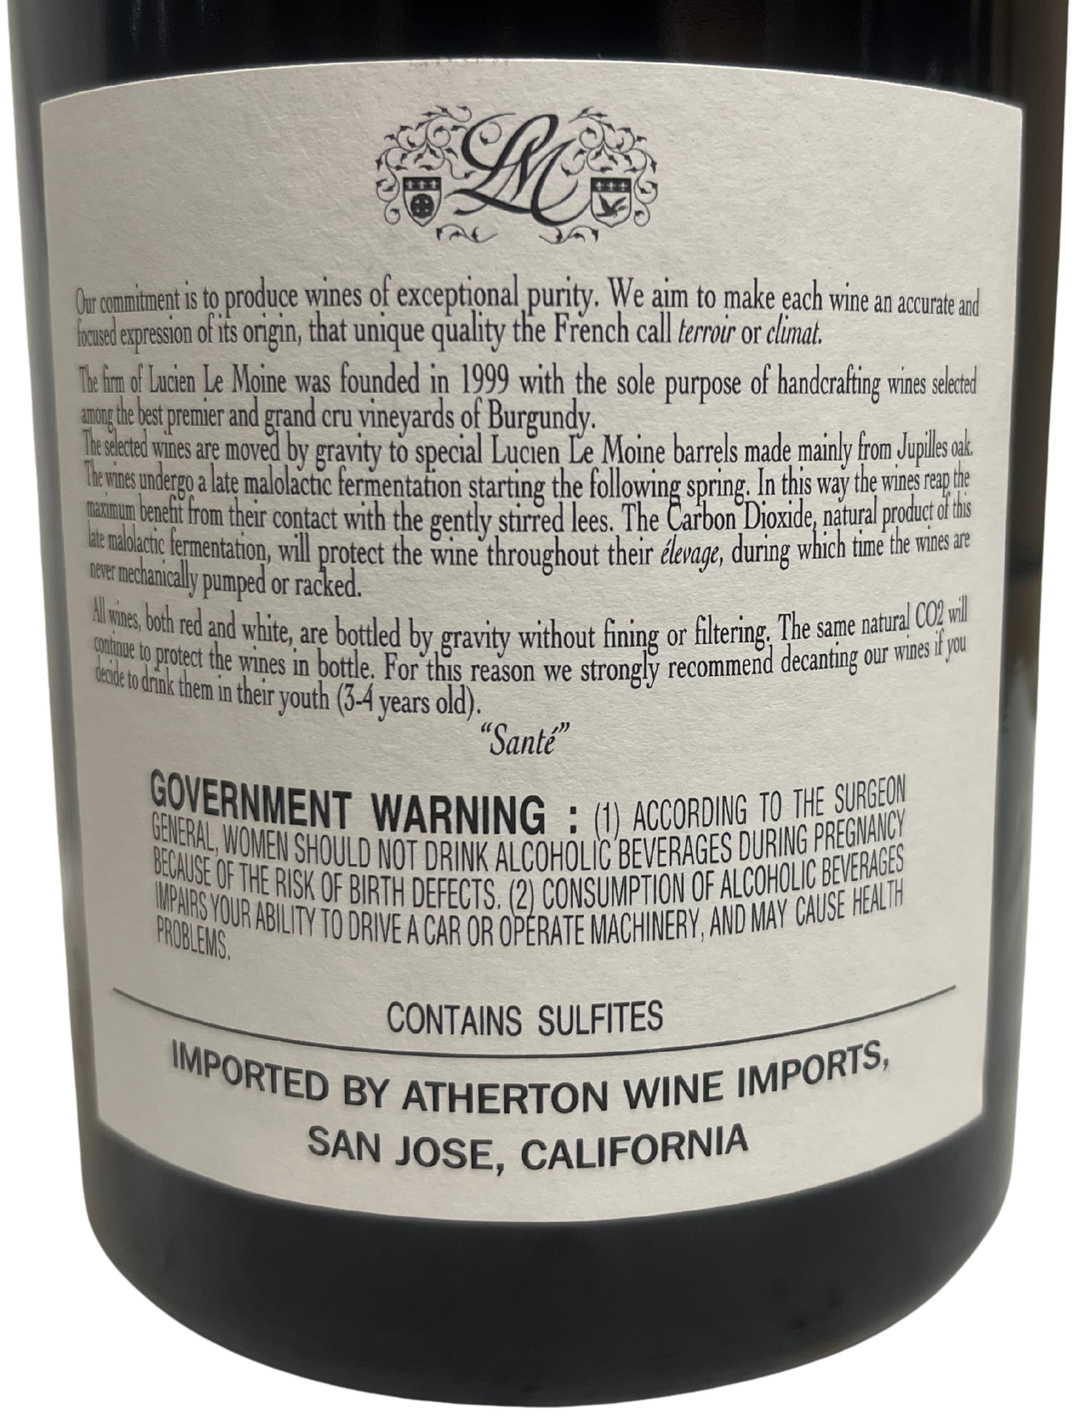 LM
Our commitment is to produce wines of exceptional purity. We aim to make each wine an accurate and
focused expression of its origin, that unique quality the French call terroir or climat.
The firm of Lucien Le Moine was founded in 1999 with the sole purpose of handcrafting wines selected
among the best premier and grand cru vineyards of Burgundy.
The selected wines are moved by gravity to special Lucien Le Moine barrels made mainly from Jupilles oak.
The wines undergo a late malolactic fermentation starting the following spring. In this way the wines reap the
maximum benefit from their contact with the gently stirred lees. The Carbon Dioxide, natural product of this
late malolactic fermentation, will protect the wine throughout their élevage, during which time the wines are
never mechanically pumped or racked.
All wines, both red and white, are bottled by gravity without fining or filtering. The same natural CO2 will
continue to protect the wines in bottle. For this reason we strongly recommend decanting our wines if you
decide to drink them in their youth (3-4 years old).
“Santé”
GOVERNMENT WARNING : (1) ACCORDING TO THE SURGEON
GENERAL, WOMEN SHOULD NOT DRINK ALCOHOLIC BEVERAGES DURING PREGNANCY
BECAUSE OF THE RISK OF BIRTH DEFECTS. (2) CONSUMPTION OF ALCOHOLIC BEVERAGES
IMPAIRS YOUR ABILITY TO DRIVE A CAR OR OPERATE MACHINERY, AND MAY CAUSE HEALTH
PROBLEMS.
CONTAINS SULFITES
IMPORTED BY ATHERTON WINE IMPORTS,
SAN JOSE, CALIFORNIA